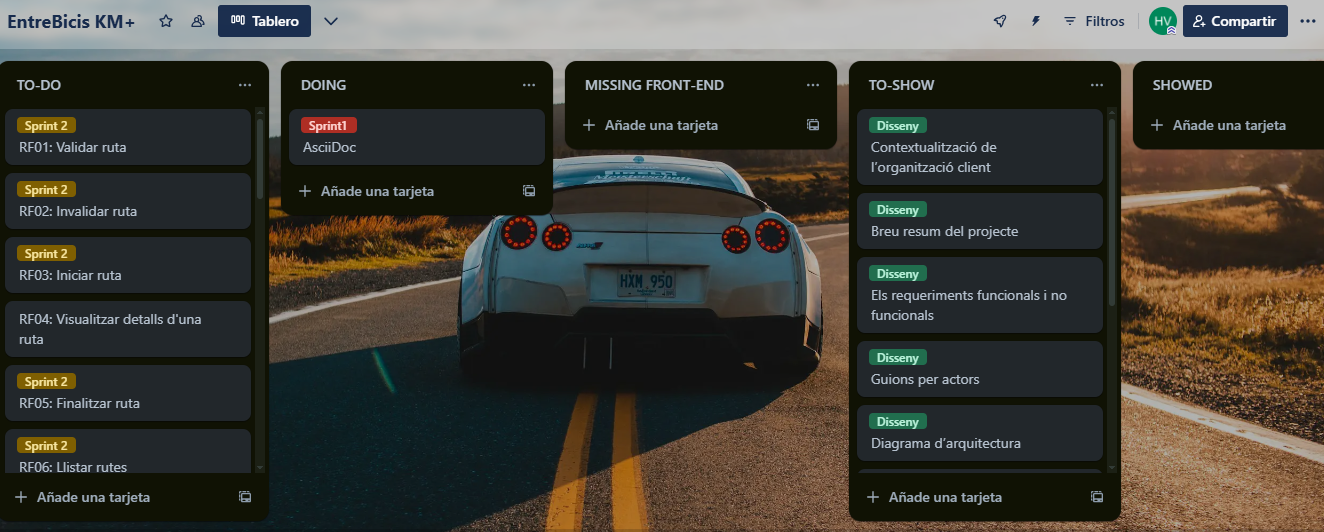 EntreBicis KM+
Tablero
Filtros
HV
Compartir
TO-DO
Sprint 2
RF01: Validar ruta
Sprint 2
RF02: Invalidar ruta
Sprint 2
RF03: Iniciar ruta
RF04: Visualitzar detalls d'una
ruta
Sprint 2
RF05: Finalitzar ruta
Sprint 2
RF06: Llistar rutes
Añade una tarjeta
DOING
Sprint1
AsciiDoc
Añade una tarjeta
MISSING FRONT-END
Añade una tarjeta
TO-SHOW
Disseny
Contextualització de
l’organització client
Disseny
Breu resum del projecte
Disseny
Els requeriments funcionals i no
funcionals
Disseny
Guions per actors
Disseny
Diagrama d’arquitectura
Añade una tarjeta
SHOWED
Añade una tarjeta
HXM 950